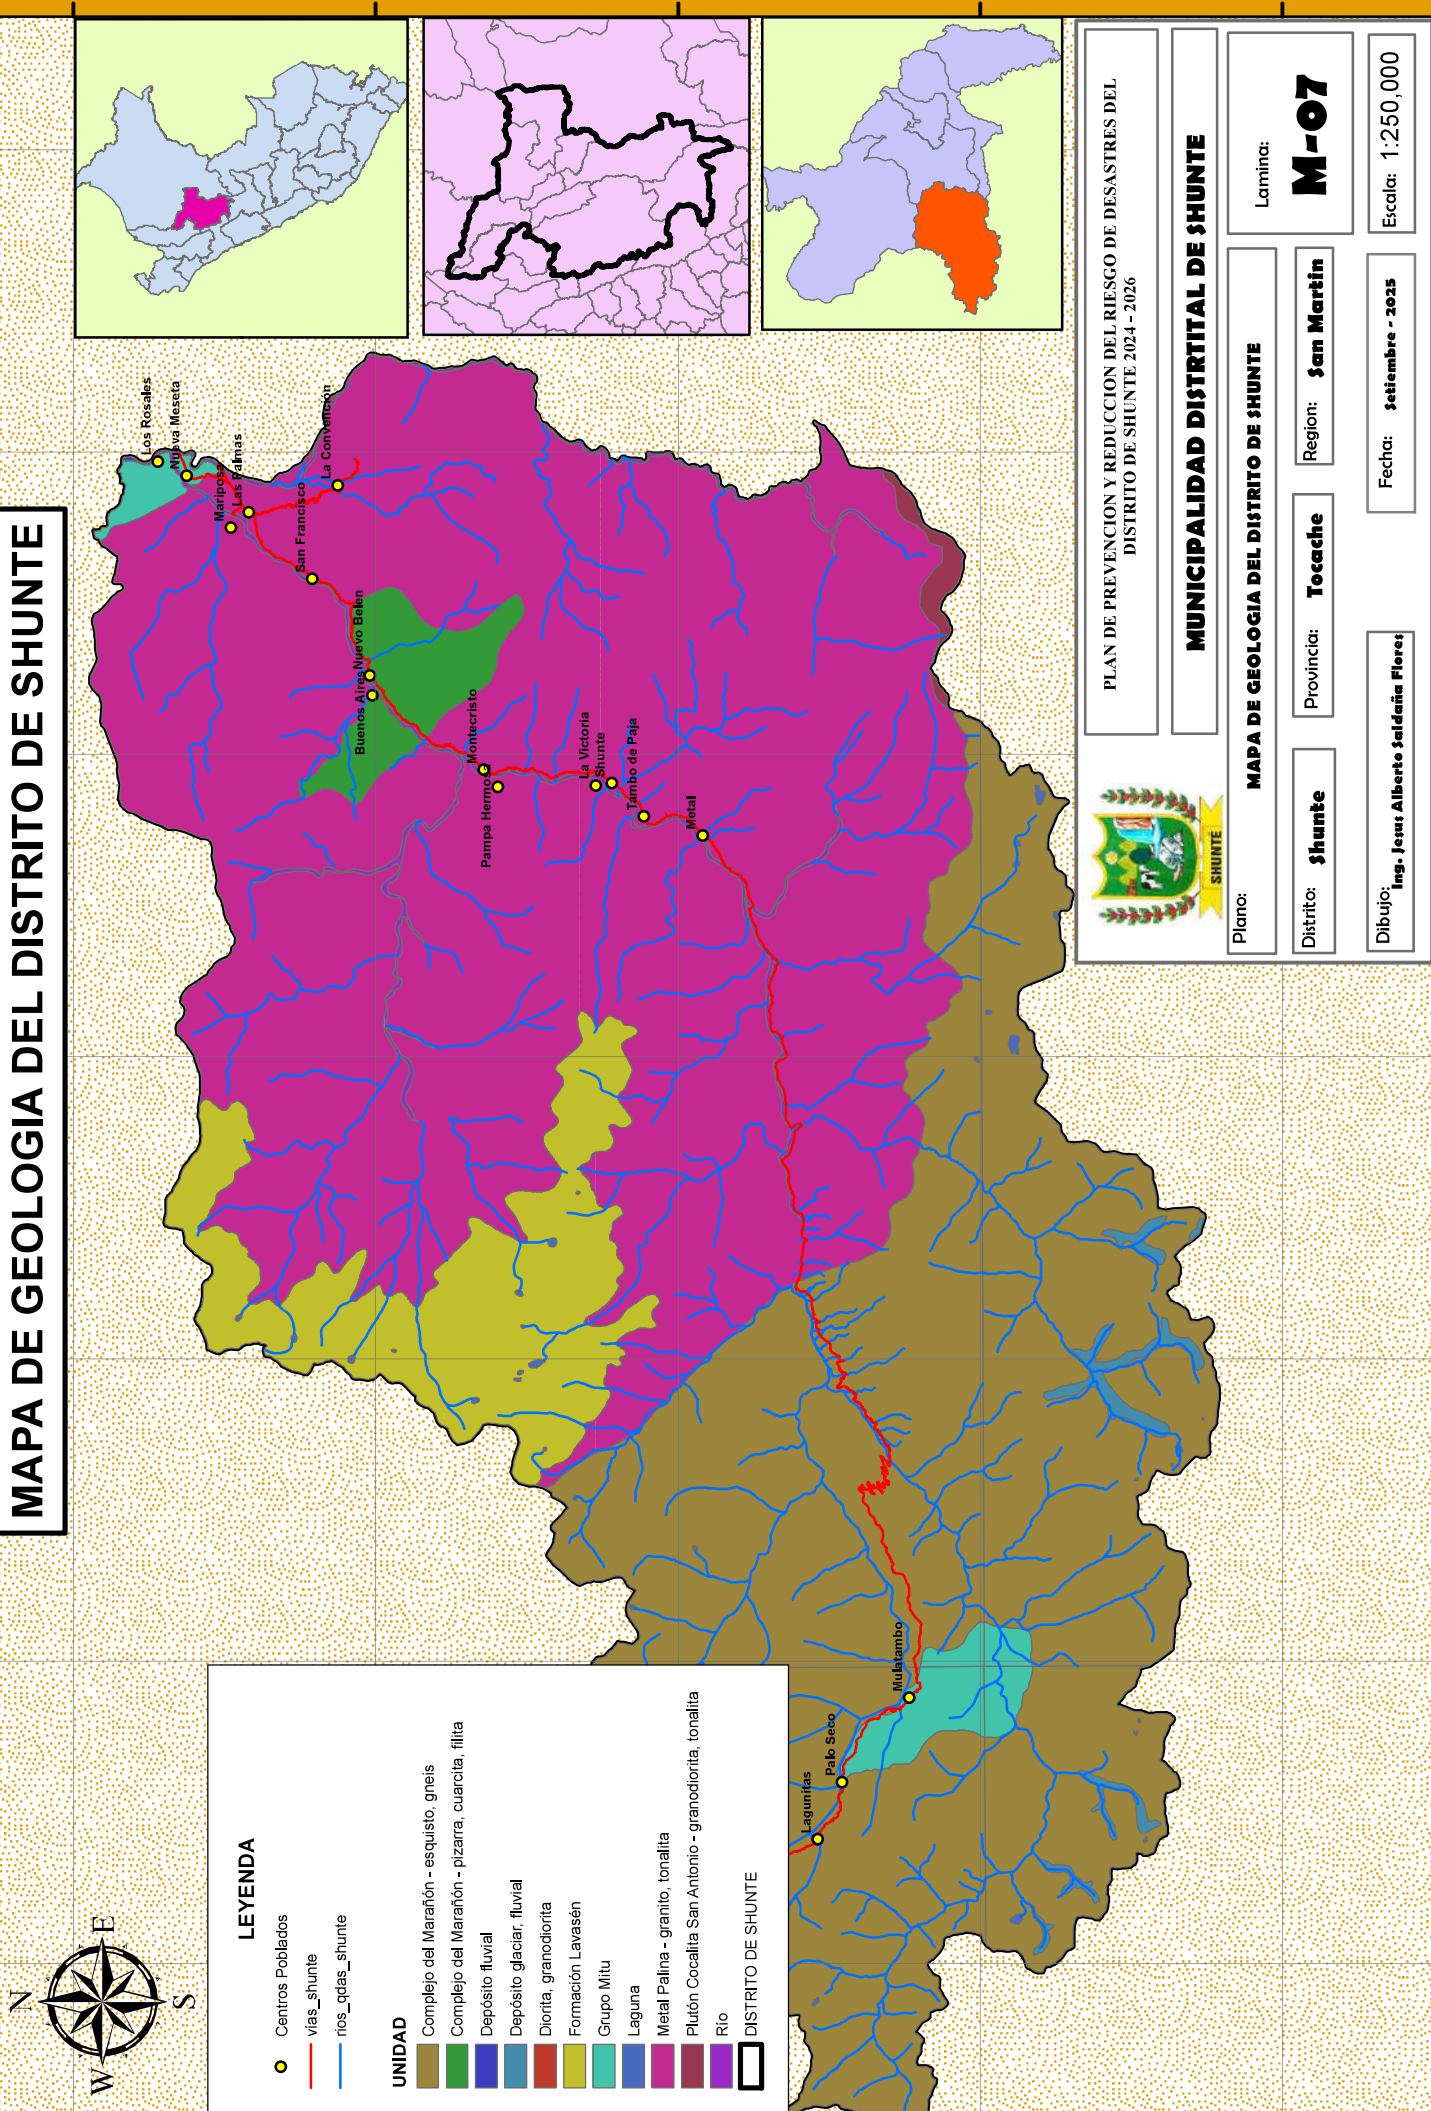 MAPA DE GEOLOGIA DEL DISTRITO DE SHUNTE
N
W
E
S
LEYENDA
Centros Poblados
vias_shunte
rios_qdas_shunte
UNIDAD
Complejo del Marañón - esquisto, gneis
Complejo del Marañón - pizarra, cuarcita, filita
Depósito fluvial
Depósito glaciar, fluvial
Diorita, granodiorita
Formación Lavasén
Grupo Mitu
Laguna
Metal Palina - granito, tonalita
Plutón Cocalita San Antonio - granodiorita, tonalita
Río
DISTRITO DE SHUNTE
Los Rosales
Nueva Meseta
Mariposa
Las Palmas
San Francisco
La Convención
Nuevo Belen
Buenos Aires
Montecristo
Pampa Hermosa
La Victoria
Shunte
Tambo de Paja
Metal
Mulatambo
Palo Seco
Lagunitas
PLAN DE PREVENCION Y REDUCCION DEL RIESGO DE DESASTRES DEL
DISTRITO DE SHUNTE 2024 - 2026
MUNICIPALIDAD DISTRTITAL DE SHUNTE
SHUNTE
Plano:
MAPA DE GEOLOGIA DEL DISTRITO DE SHUNTE
Lamina:
M-07
Distrito: Shunte
Provincia: Tocache
Region: San Martin
Dibujo: Ing. Jesus Alberto Saldaña Flores
Fecha: Setiembre - 2025
Escala: 1:250,000